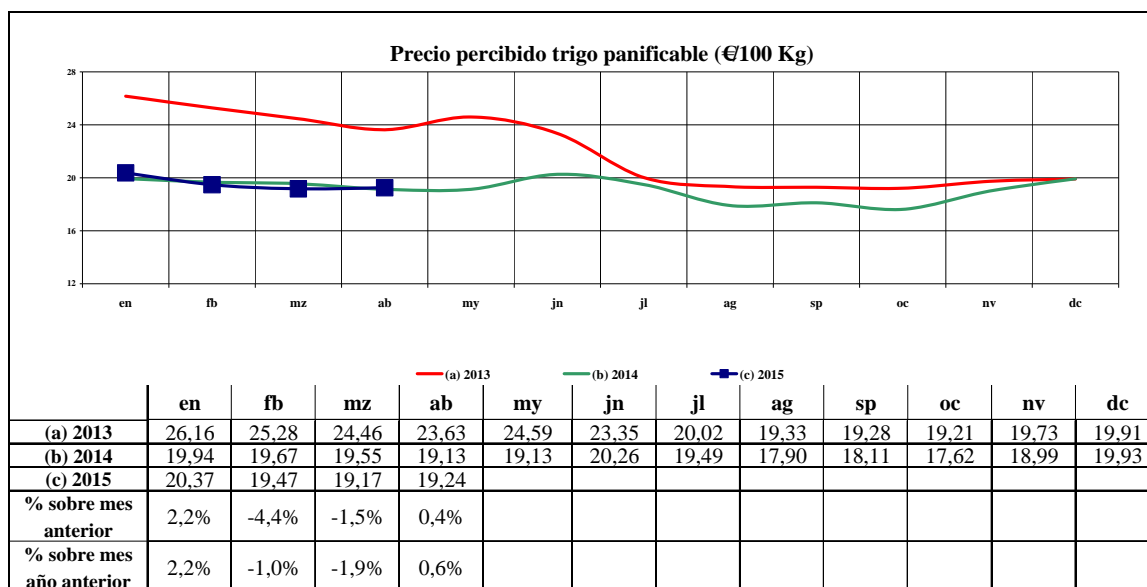 Precio percibido trigo panificable (€/100 Kg)
28
24
20
16
12
en fb mz ab my jn jl ag sp oc nv dc
(a) 2013 (b) 2014 (c) 2015
en fb mz ab my jn jl ag sp oc nv dc
(a) 2013 26,16 25,28 24,46 23,63 24,59 23,35 20,02 19,33 19,28 19,21 19,73 19,91
(b) 2014 19,94 19,67 19,55 19,13 19,13 20,26 19,49 17,90 18,11 17,62 18,99 19,93
(c) 2015 20,37 19,47 19,17 19,24
% sobre mes
anterior 2,2% -4,4% -1,5% 0,4%
% sobre mes
año anterior 2,2% -1,0% -1,9% 0,6%